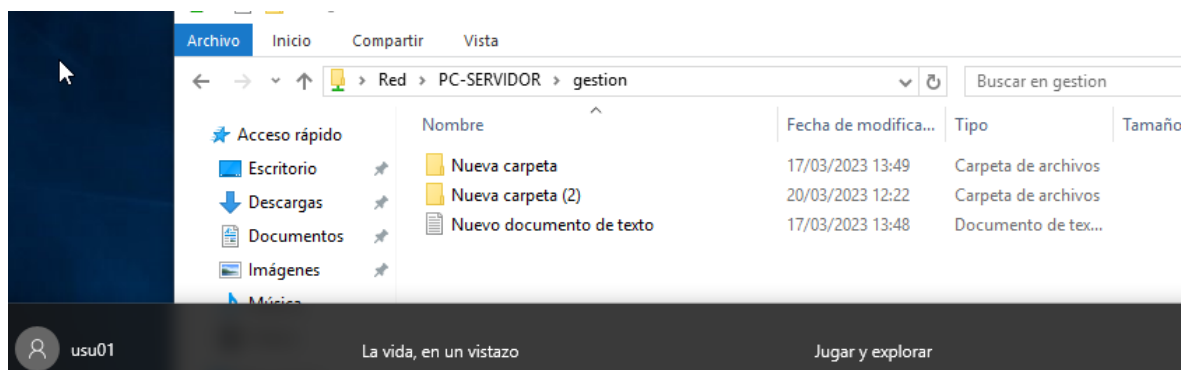 Archivo Inicio Compartir Vista
Red > PC-SERVIDOR > gestion Buscar en gestion
Nombre Fecha de modifica... Tipo Tamaño
Acceso rápido
Escritorio Nueva carpeta 17/03/2023 13:49 Carpeta de archivos
Descargas Nueva carpeta (2) 20/03/2023 12:22 Carpeta de archivos
Documentos Nuevo documento de texto 17/03/2023 13:48 Documento de tex...
Imágenes
Música
usu01 La vida, en un vistazo Jugar y explorar